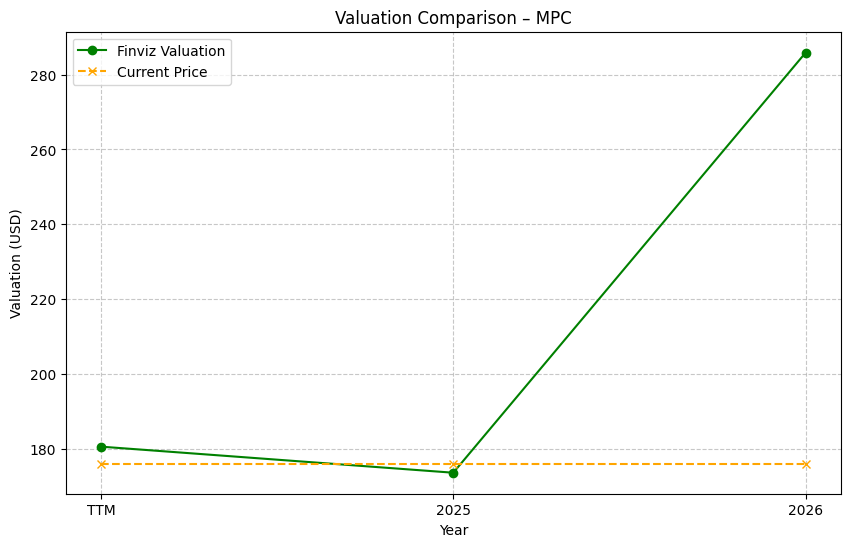 Valuation Comparison – MPC
Finviz Valuation
Current Price
Valuation (USD)
280
260
240
220
200
180
TTM
2025
2026
Year